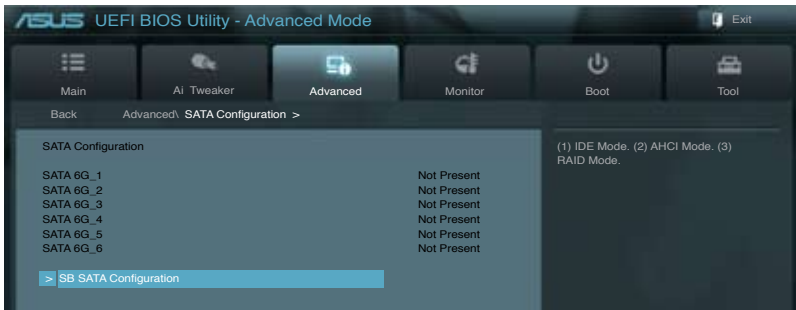 ASUS UEFI BIOS Utility - Advanced Mode
Exit
Main
Ai Tweaker
Advanced
Monitor
Boot
Tool
Back Advanced\ SATA Configuration >
SATA Configuration
SATA 6G_1 Not Present
SATA 6G_2 Not Present
SATA 6G_3 Not Present
SATA 6G_4 Not Present
SATA 6G_5 Not Present
SATA 6G_6 Not Present
> SB SATA Configuration
(1) IDE Mode. (2) AHCI Mode. (3)
RAID Mode.